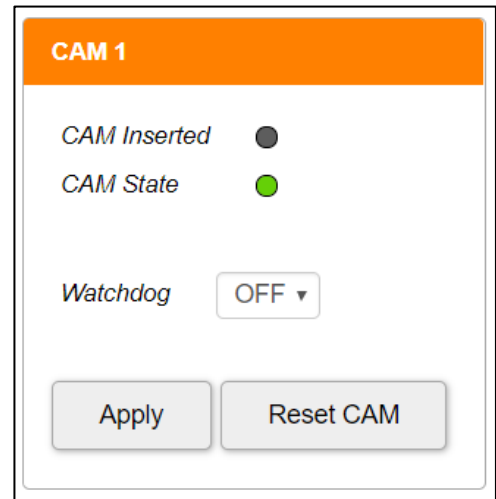 CAM 1
CAM Inserted
CAM State
Watchdog OFF
Apply Reset CAM